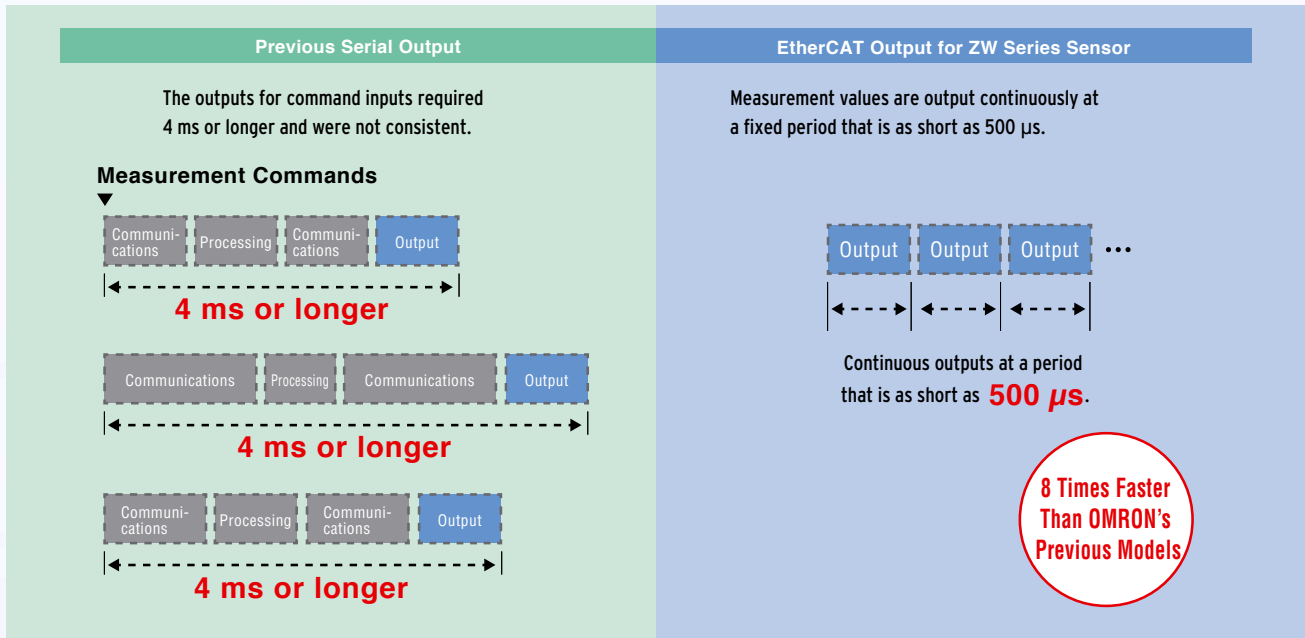 Previous Serial Output
The outputs for command inputs required
4 ms or longer and were not consistent.
Measurement Commands
Communi-
cations
Processing
Communi-
cations
Output
4 ms or longer
Communications
Processing
Communications
Output
4 ms or longer
Communi-
cations
Processing
Communi-
cations
Output
4 ms or longer
EtherCAT Output for ZW Series Sensor
Measurement values are output continuously at
a fixed period that is as short as 500 µs.
Output
Output
Output
...
Continuous outputs at a period
that is as short as 500 µs.
8 Times Faster
Than OMRON's
Previous Models